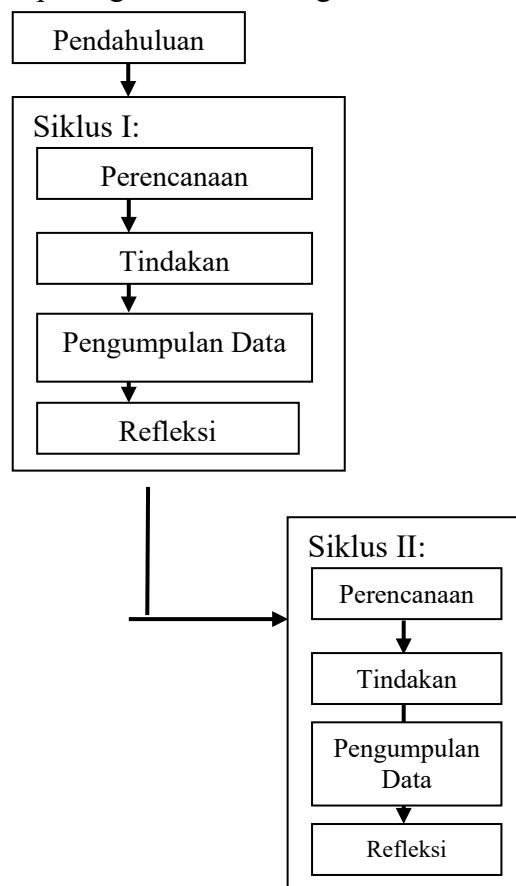 Pendahuluan
Siklus I:
Perencanaan
Tindakan
Pengumpulan Data
Refleksi
Siklus II:
Perencanaan
Tindakan
Pengumpulan
Data
Refleksi